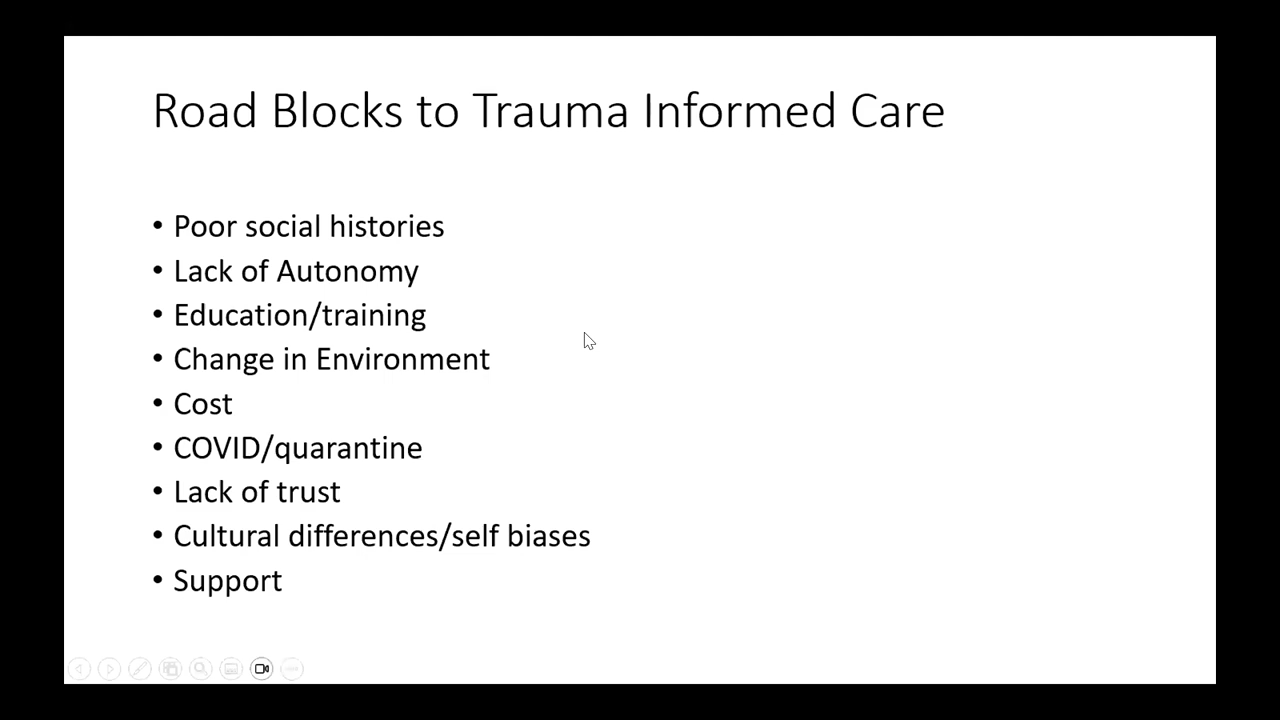 Road Blocks to Trauma Informed Care
• Poor social histories
• Lack of Autonomy
• Education/training
• Change in Environment
• Cost
• COVID/quarantine
• Lack of trust
• Cultural differences/self biases
• Support